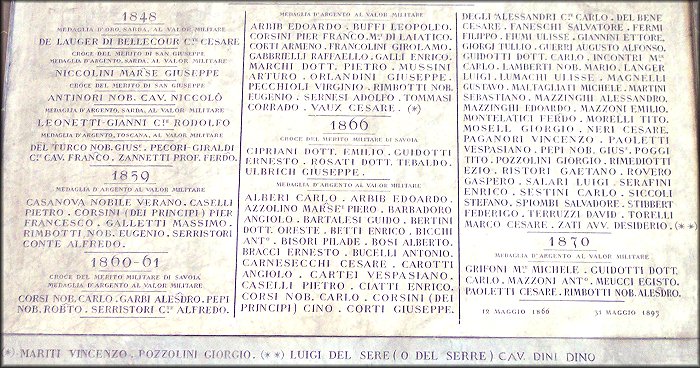 1848
MEDAGLIA D'ORO, SARDA, AL VALOR MILITARE
DE LAUGER DI BELLECOUR Cte. CESARE
CROCE DEL MERITO DI SAN GIUSEPPE
MEDAGLIA D'ARGENTO, SARDA, AL VALOR MILITARE
NICCOLINI MARSE GIUSEPPE
CROCE DEL MERITO DI SAN GIUSEPPE
ANTINORI NOB. CAV. NICCOLÒ
MEDAGLIA D'ARGENTO, SARDA, AL VALOR MILITARE
LEONETTI-GIANNI Cte RODOLFO
MEDAGLIA D'ARGENTO, TOSCANA, AL VALOR MILITARE
DEL TURCO NOB. GIUSe. PECORI-GIRALDI
Ce. CAV. FRANCO. ZANNETTI PROF. FERDO.
1859
MEDAGLIA D'ARGENTO AL VALOR MILITARE
CASANOVA NOBILE VERANO. CASELLI
PIETRO. CORSINI (DEI PRINCIPI) PIER
FRANCESCO. GALLETTI MASSIMO.
RIMBOTTI NOB. EUGENIO. SERRISTORI
CONTE ALFREDO.
1860-61
CROCE DEL MERITO MILITARE DI SAVOIA
MEDAGLIA D'ARGENTO AL VALOR MILITARE
CORSI NOB. CARLO. GARBI ALESDRO. PEPI
NOB. ROBTO. SERRISTORI Ce. ALFREDO.
MEDAGLIA D'ARGENTO AL VALOR MILITARE
ARBIB EDOARDO. BUFFI LEOPOLDO.
CORSINI PIER FRANCO. Mse. DI LAIATICO.
CORTI ARMENO. FRANCOLINI GIROLAMO.
GABBRIELLI RAFFAELLO. GALLI ENRICO.
MARCHI DOTT. PIETRO. MUSSINI
ARTURO. ORLANDINI GIUSEPPE.
PECCHIOLI VIRGINIO. RIMBOTTI NOB.
EUGENIO. SERNESI ADOLFO. TOMMASI
CORRADO. VAUX CESARE. (*)
1866
CROCE DEL MERITO MILITARE DI SAVOIA
CIPRIANI DOTT. EMILIO. GUIDOTTI
ERNESTO. ROSATI DOTT. TEBALDO.
ULBRICH GIUSEPPE.
MEDAGLIA D'ARGENTO AL VALOR MILITARE
ALBERI CARLO. ARBIB EDOARDO.
AZZOLINO MARSE. PIERO. BARBADORO
ANGIOLO. BARTALESI GUIDO. BERTINI
DOTT. ORESTE. BETTI ENRICO. BICCHI
ANTo. BISORI PILADE. BOSI ALBERTO.
BRACCI ERNESTO. BUCELLI ANTONIO.
CARNESECCHI CESARE. CAROTTI
ANGIOLO. CARTEI VESPASIANO.
CASELLI PIETRO. CIATTI ENRICO.
CORSI NOB. CARLO. CORSINI (DEI
PRINCIPI) CINO. CORTI GIUSEPPE.
DEGLI ALESSANDRI Ce. CARLO. DEL BENE
CESARE. FANESCHI SALVATORE. FERMI
FILIPPO. FIUMI ULISSE. GIANNINI ETTORE.
GIORGI TULLIO. GUERRI AUGUSTO ALFONSO.
GUIDOTTI DOTT. CARLO. INCONTRI Mse.
CARLO. LAMBERTI NOB. MARIO. LANGER
LUIGI. LUMACHI ULISSE. MAGNELLI
GUSTAVO. MALTAGLIATI MICHELE. MARTINI
SEBASTIANO. MAZZINGHI ALESSANDRO.
MAZZINGHI EDOARDO. MAZZONI EMILIO.
MONTELATICI FERDO. MORELLI TITO.
MOSELL GIORGIO. NERI CESARE.
PAGANORI VINCENZO. PAOLETTI
VESPASIANO. PEPI NOB. GIUSe. POGGI
TITO. POZZOLINI GIORGIO. RIMEDIOTTI
EZIO. RISTORI GAETANO. ROVERO
GASPERO. SALARI LUIGI. SERAFINI
ENRICO. SESTINI CARLO. SICCOLI
STEFANO. SPIOMBI SALVADORE. STIBBERT
FEDERIGO. TERRUZZI DAVID. TORELLI
MARCO CESARE. ZATI AVV. DESIDERIO. (**)
1870
MEDAGLIA D'ARGENTO AL VALOR MILITARE
GRIFONI Mse. MICHELE. GUIDOTTI DOTT.
CARLO. MAZZONI ANTo. MEUCCI EGISTO.
PAOLETTI CESARE. RIMBOTTI NOB. ALESDRO.
12 MAGGIO 1866 31 MAGGIO 1895
(*)-MARITI VINCENZO. POZZOLINI GIORGIO. (**) LUIGI DEL SERE (O DEL SERRE) CAV. DINI DINO